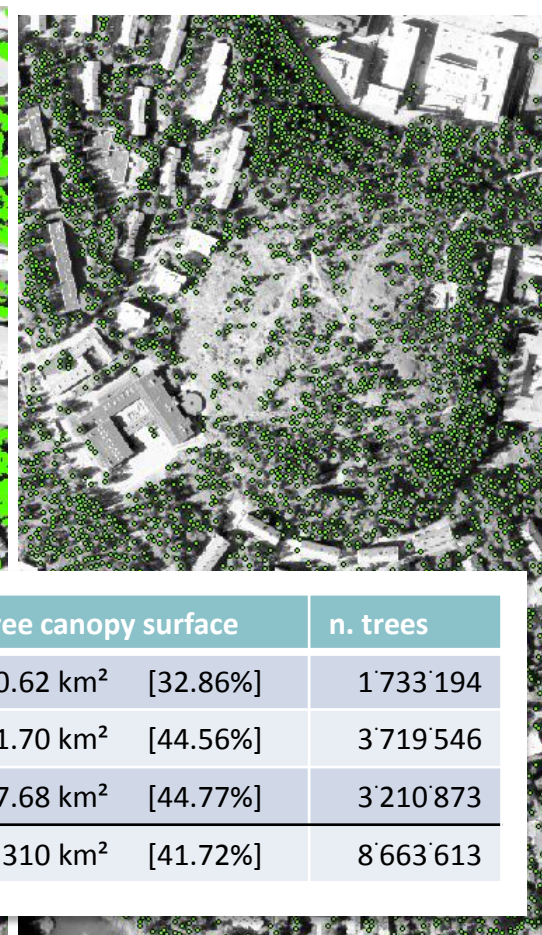 ree canopy surface n. trees
0.62 km² [32.86%] 1˙733˙194
1.70 km² [44.56%] 3˙719˙546
7.68 km² [44.77%] 3˙210˙873
310 km² [41.72%] 8˙663˙613